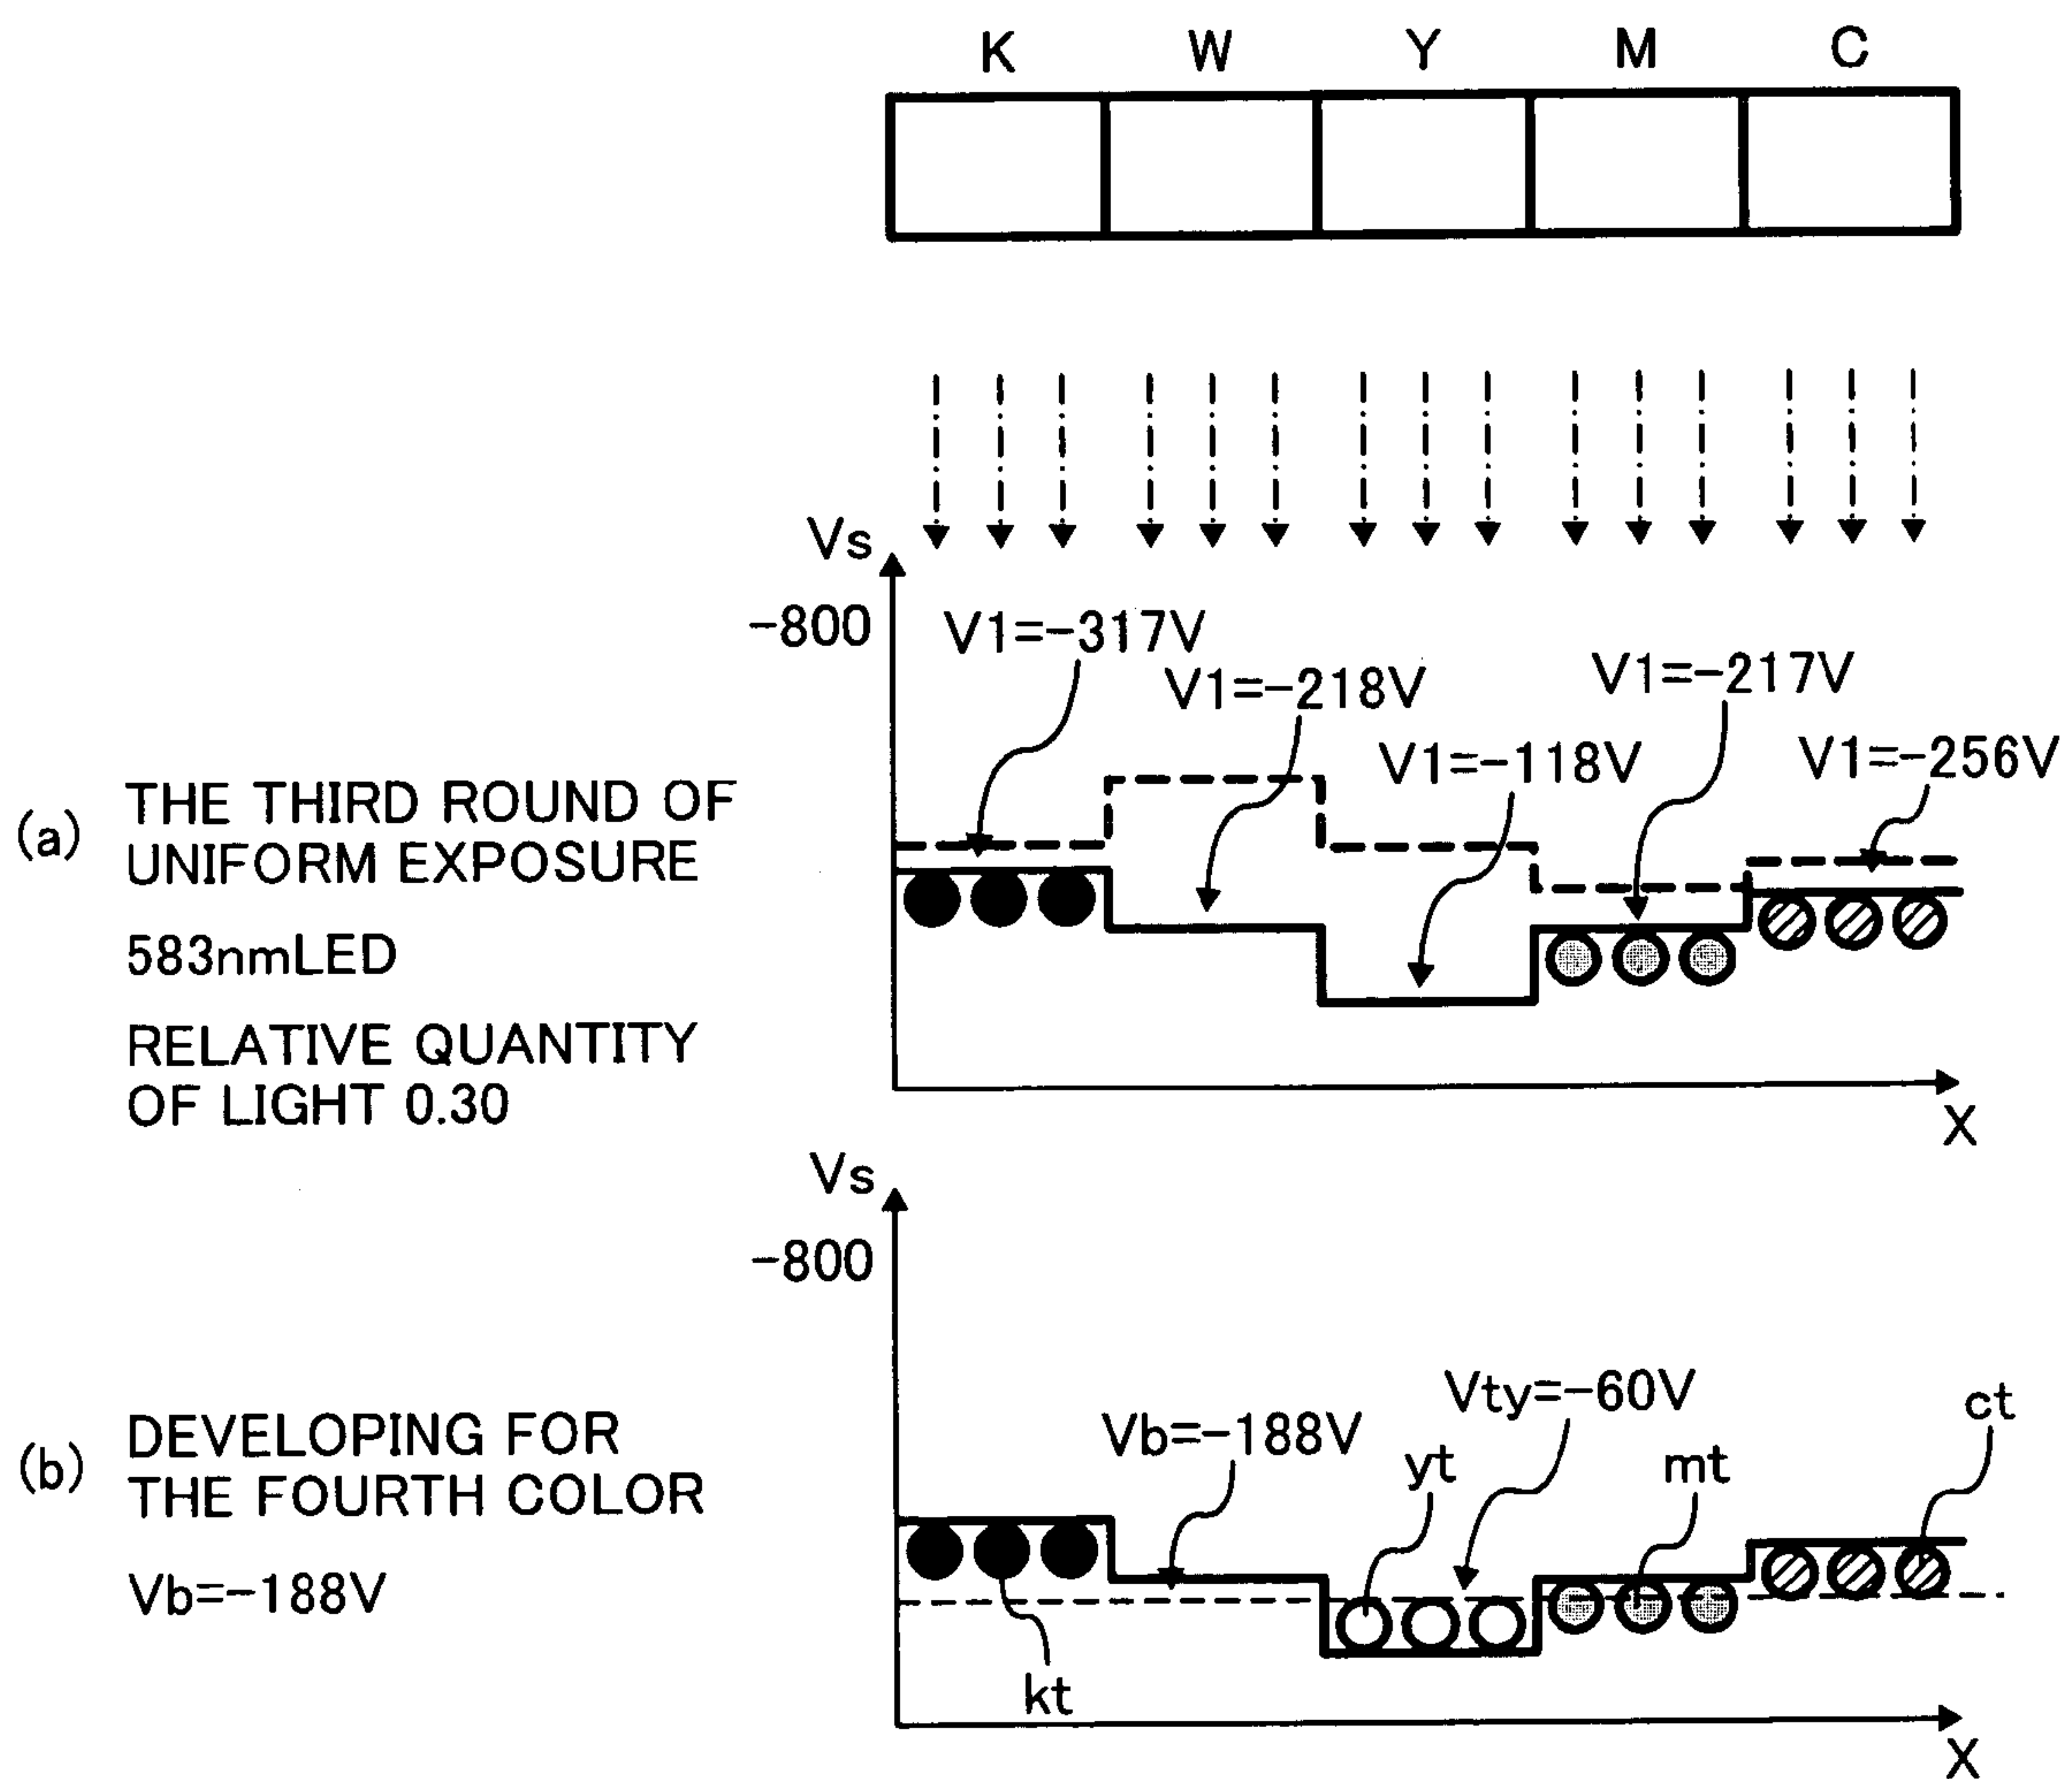 K W Y M C
Vs
-800
V1=-317V
V1=-218V
V1=-217V
V1=-118V
V1=-256V
(a) THE THIRD ROUND OF
UNIFORM EXPOSURE
583nmLED
RELATIVE QUANTITY
OF LIGHT 0.30
X
Vs
-800
Vb=-188V
Vty=-60V
yt
mt
ct
(b) DEVELOPING FOR
THE FOURTH COLOR
Vb=-188V
kt
X